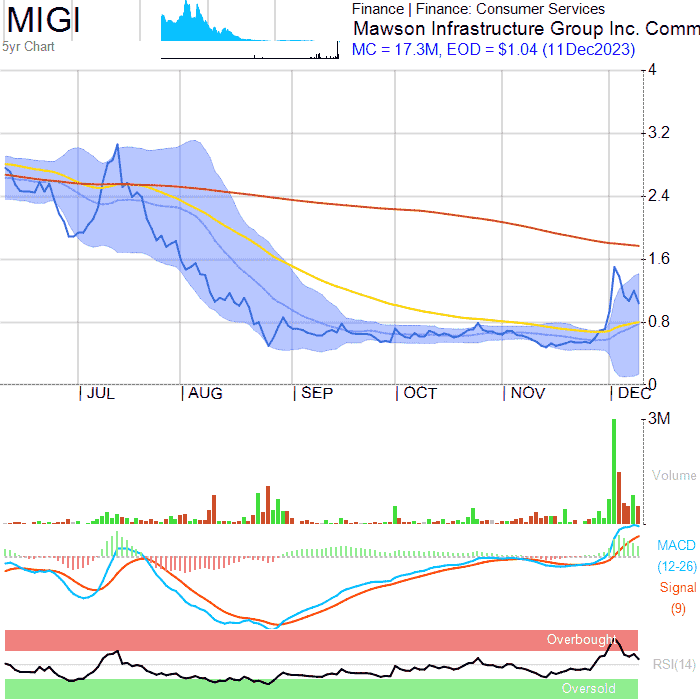 MIGI
5yr Chart
Finance | Finance: Consumer Services
Mawson Infrastructure Group Inc. Comm
MC = 17.3M, EOD = $1.04 (11Dec2023)
4
3.2
2.4
1.6
0.8
0
JUL AUG SEP OCT NOV DEC
3M
Volume
MACD
(12-26)
Signal
(9)
Overbought
RSI(14)
Oversold